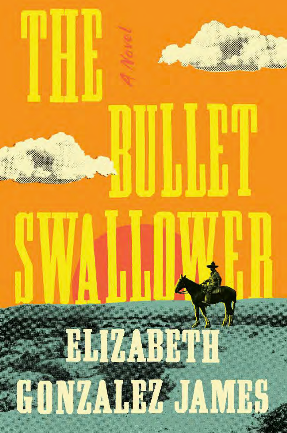 THE
A Novel
BULLET
SWALLOWER
ELIZABETH
GONZALEZ JAMES